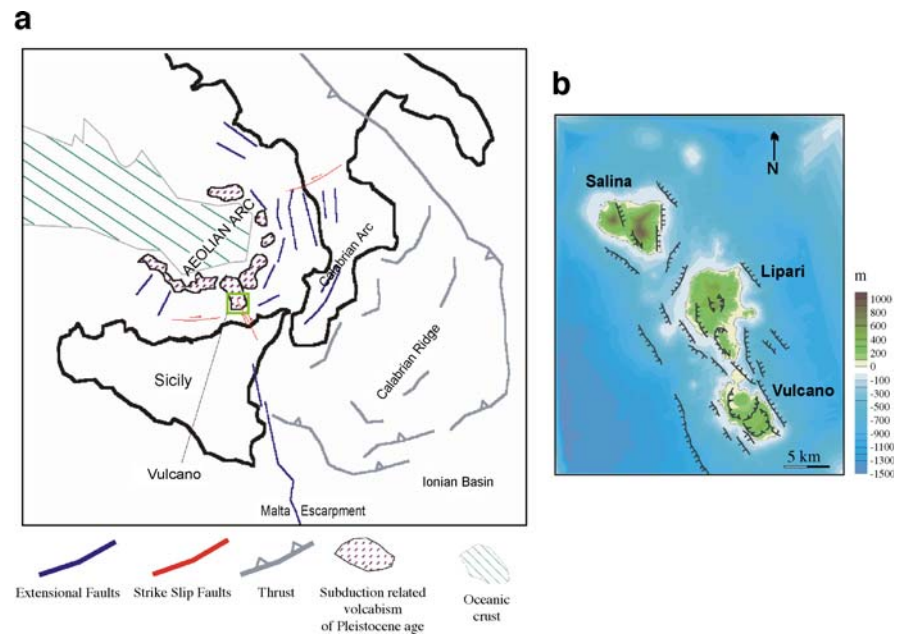 a
AEOLIAN ARC
Calabrian Arc
Calabrian Ridge
Sicily
Vulcano
Ionian Basin
Malta Escarpment
Extensional Faults
Strike Slip Faults
Thrust
Subduction related
volcabism
of Pleistocene age
Oceanic
crust
b
N
Salina
Lipari
Vulcano
5 km
m
1000
800
600
400
200
0
-100
-300
-500
-700
-900
-1100
-1300
-1500